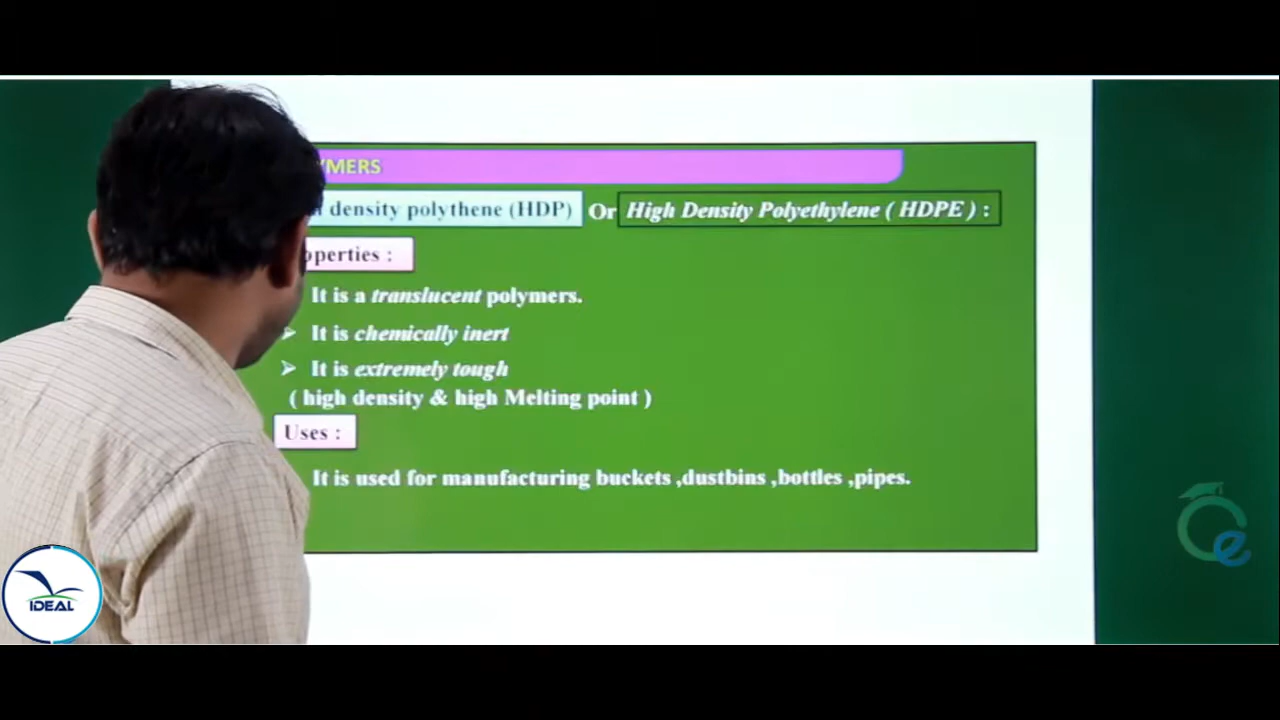 YMERS
density polythene (HDP) Or High Density Polyethylene ( HDPE ) :
operties :
It is a translucent polymers.
➢ It is chemically inert
➢ It is extremely tough
( high density & high Melting point )
Uses :
It is used for manufacturing buckets ,dustbins ,bottles ,pipes.
IDEAL
e